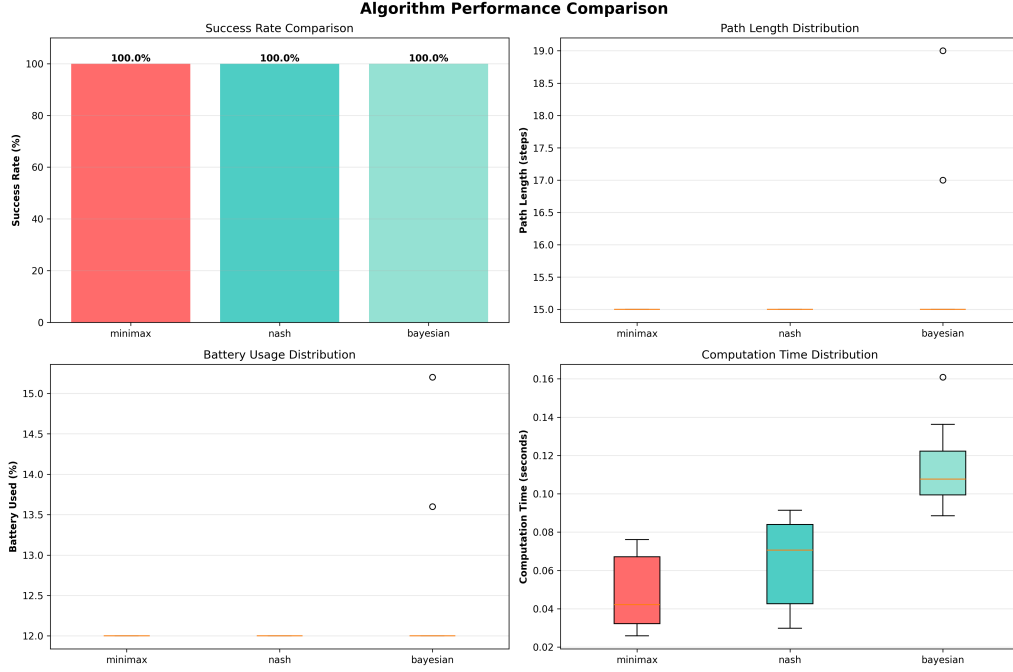 Algorithm Performance Comparison
Success Rate Comparison
Success Rate (%)
100
80
60
40
20
0
100.0%
100.0%
100.0%
minimax
nash
bayesian
Path Length Distribution
Path Length (steps)
19.0
18.5
18.0
17.5
17.0
16.5
16.0
15.5
15.0
minimax
nash
bayesian
Battery Usage Distribution
Battery Used (%)
15.0
14.5
14.0
13.5
13.0
12.5
12.0
minimax
nash
bayesian
Computation Time Distribution
Computation Time (seconds)
0.16
0.14
0.12
0.10
0.08
0.06
0.04
0.02
minimax
nash
bayesian